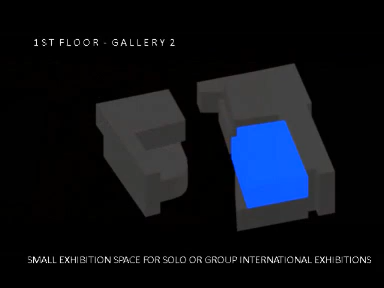 1ST FLOOR - GALLERY 2
SMALL EXHIBITION SPACE FOR SOLO OR GROUP INTERNATIONAL EXHIBITIONS